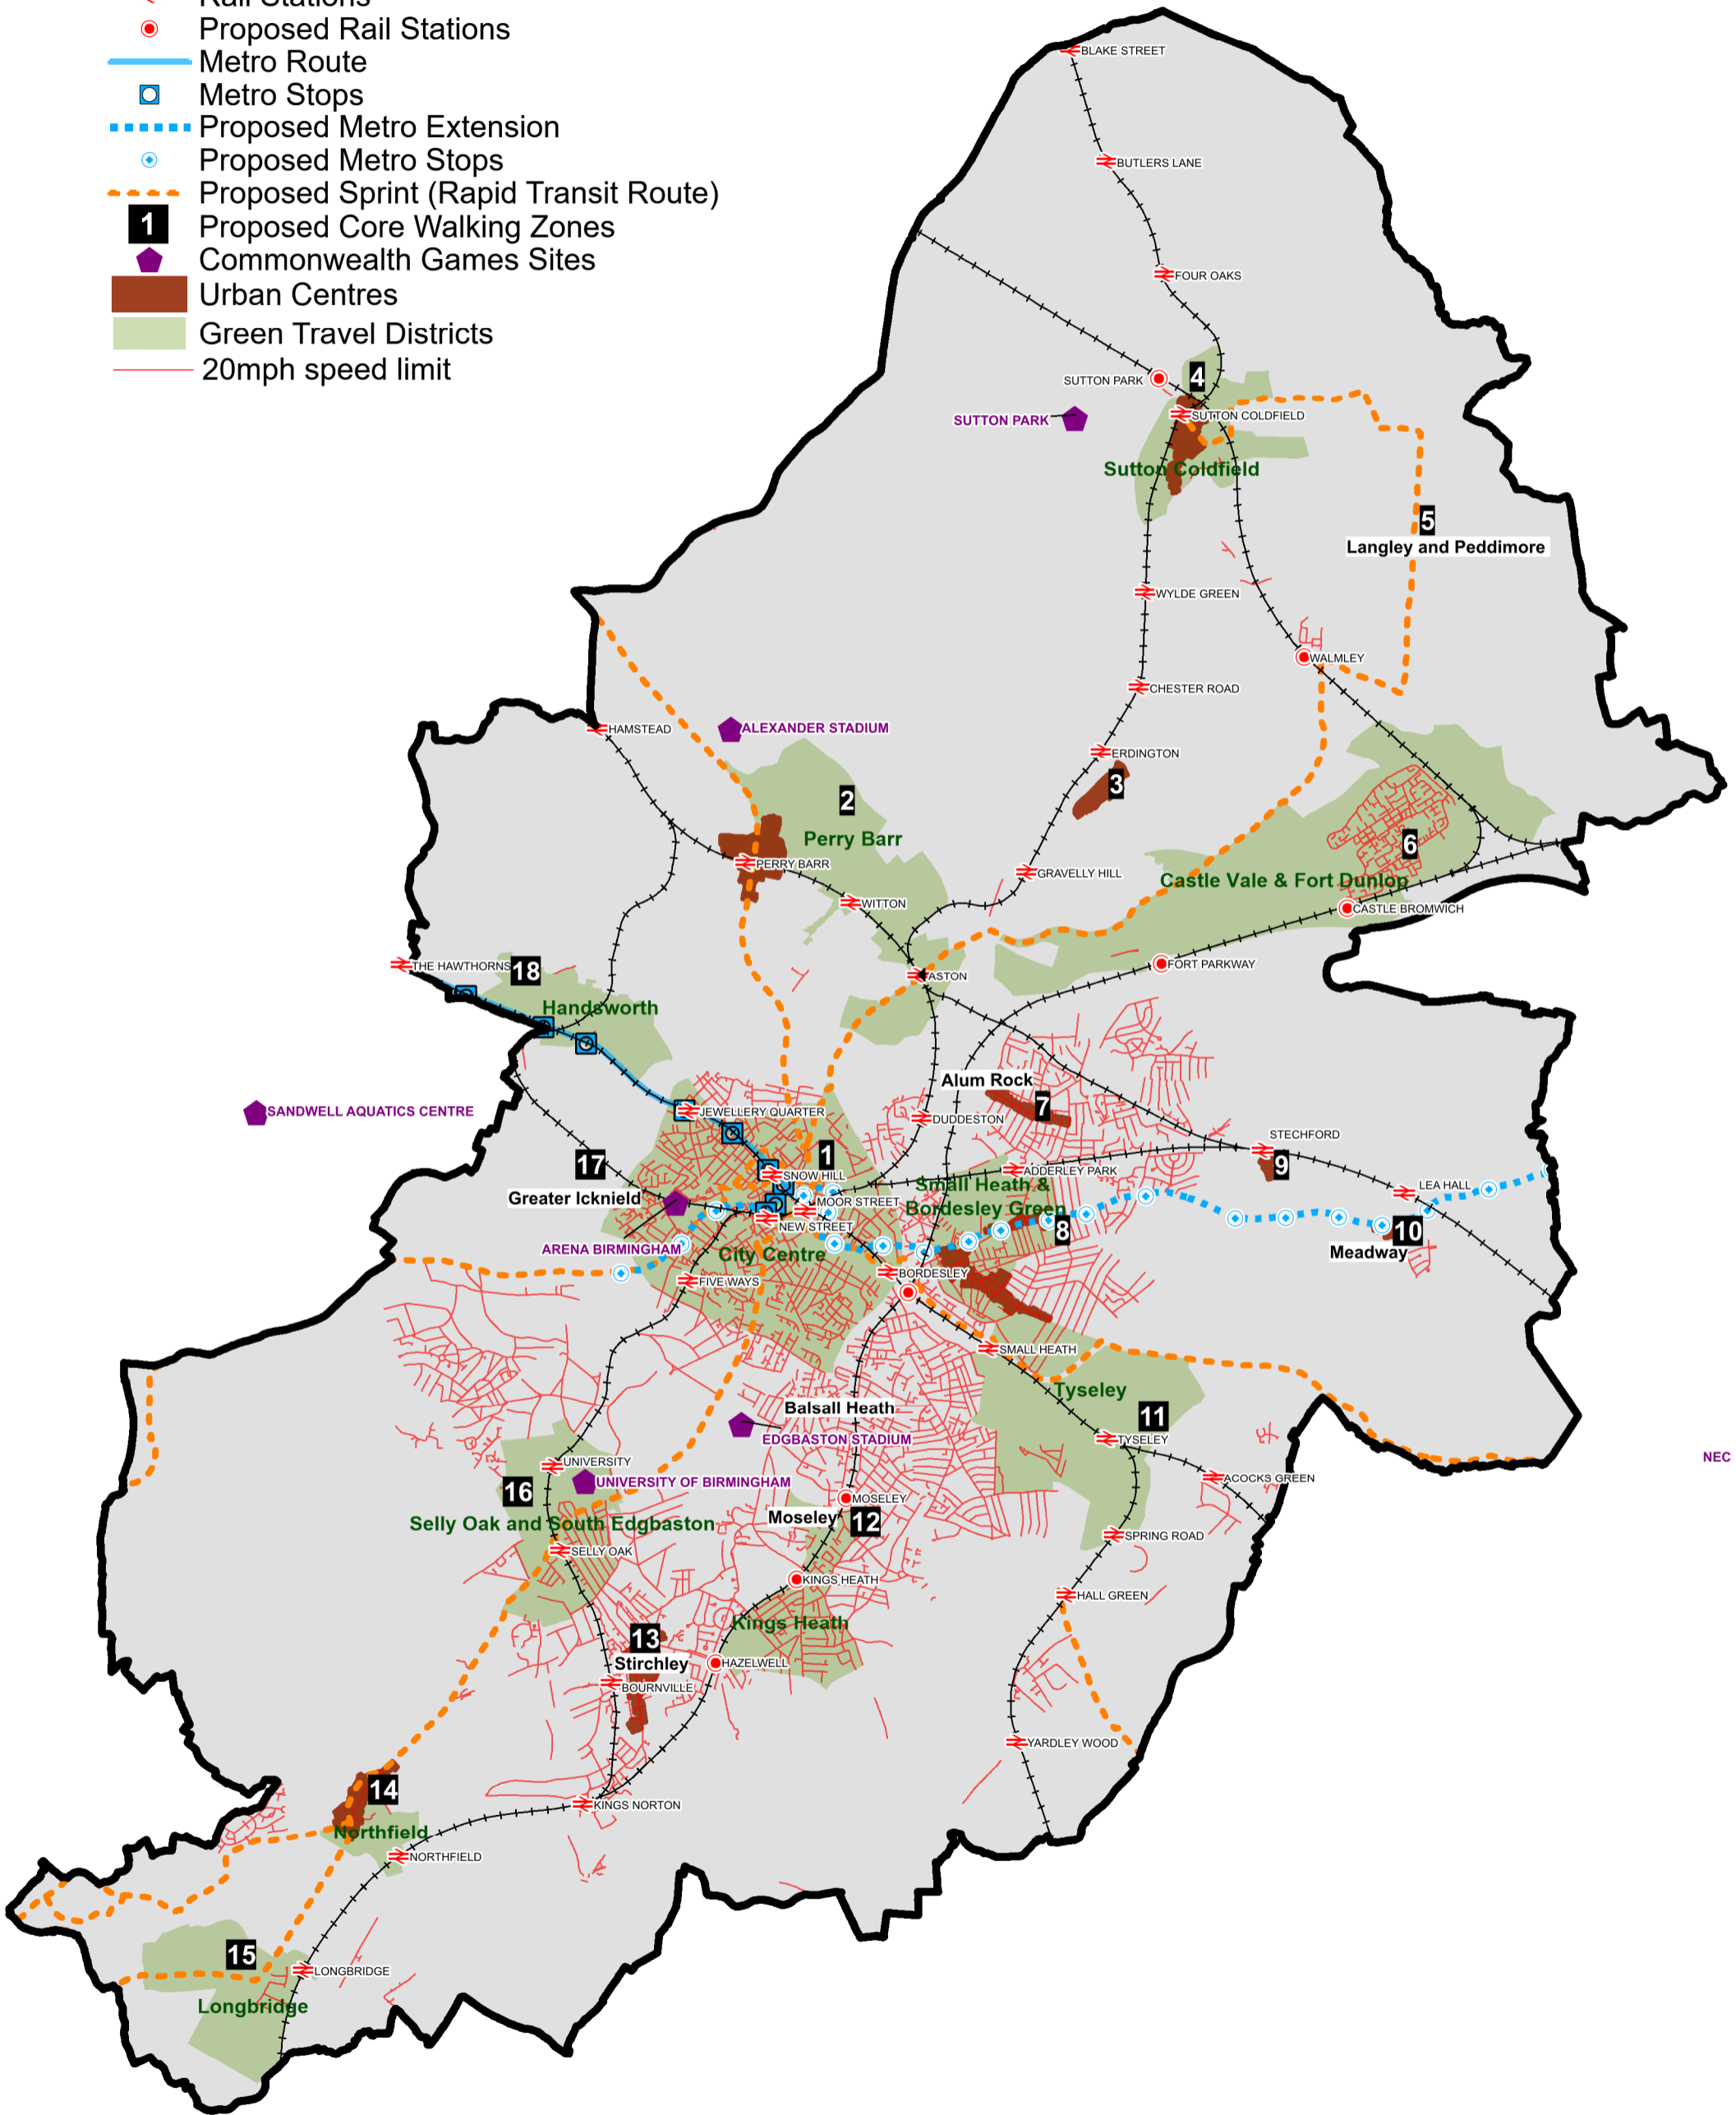 Rail Stations
Proposed Rail Stations
Metro Route
Metro Stops
Proposed Metro Extension
Proposed Metro Stops
Proposed Sprint (Rapid Transit Route)
1
Proposed Core Walking Zones
Commonwealth Games Sites
Urban Centres
Green Travel Districts
20mph speed limit
BLAKE STREET
BUTLERS LANE
FOUR OAKS
SUTTON PARK
4
SUTTON PARK
SUTTON COLDFIELD
Sutton Coldfield
5
Langley and Peddimore
WYLDE GREEN
WALMLEY
CHESTER ROAD
HAMSTEAD
ALEXANDER STADIUM
ERDINGTON
3
2
Perry Barr
6
PERRY BARR
GRAVELLY HILL
Castle Vale & Fort Dunlop
WITTON
CASTLE BROMWICH
THE HAWTHORNS
18
FORT PARKWAY
ASTON
Handsworth
Alum Rock
7
SANDWELL AQUATICS CENTRE
JEWELLERY QUARTER
DUDDESTON
STECHFORD
1
17
9
ADDERLEY PARK
SNOW HILL
Small Heath &
Bordesley Green
LEA HALL
Greater Icknield
MOOR STREET
NEW STREET
8
10
Meadway
ARENA BIRMINGHAM
City Centre
BORDESLEY
FIVE WAYS
SMALL HEATH
Tyseley
Balsall Heath
11
EDGBASTON STADIUM
TYSELEY
NEC
UNIVERSITY
ACOCKS GREEN
UNIVERSITY OF BIRMINGHAM
16
MOSELEY
Moseley
12
Selly Oak and South Edgbaston
SPRING ROAD
SELLY OAK
KINGS HEATH
HALL GREEN
Kings Heath
13
Stirchley
HAZELWELL
BOURNVILLE
YARDLEY WOOD
14
KINGS NORTON
Northfield
NORTHFIELD
15
LONGBRIDGE
Longbridge